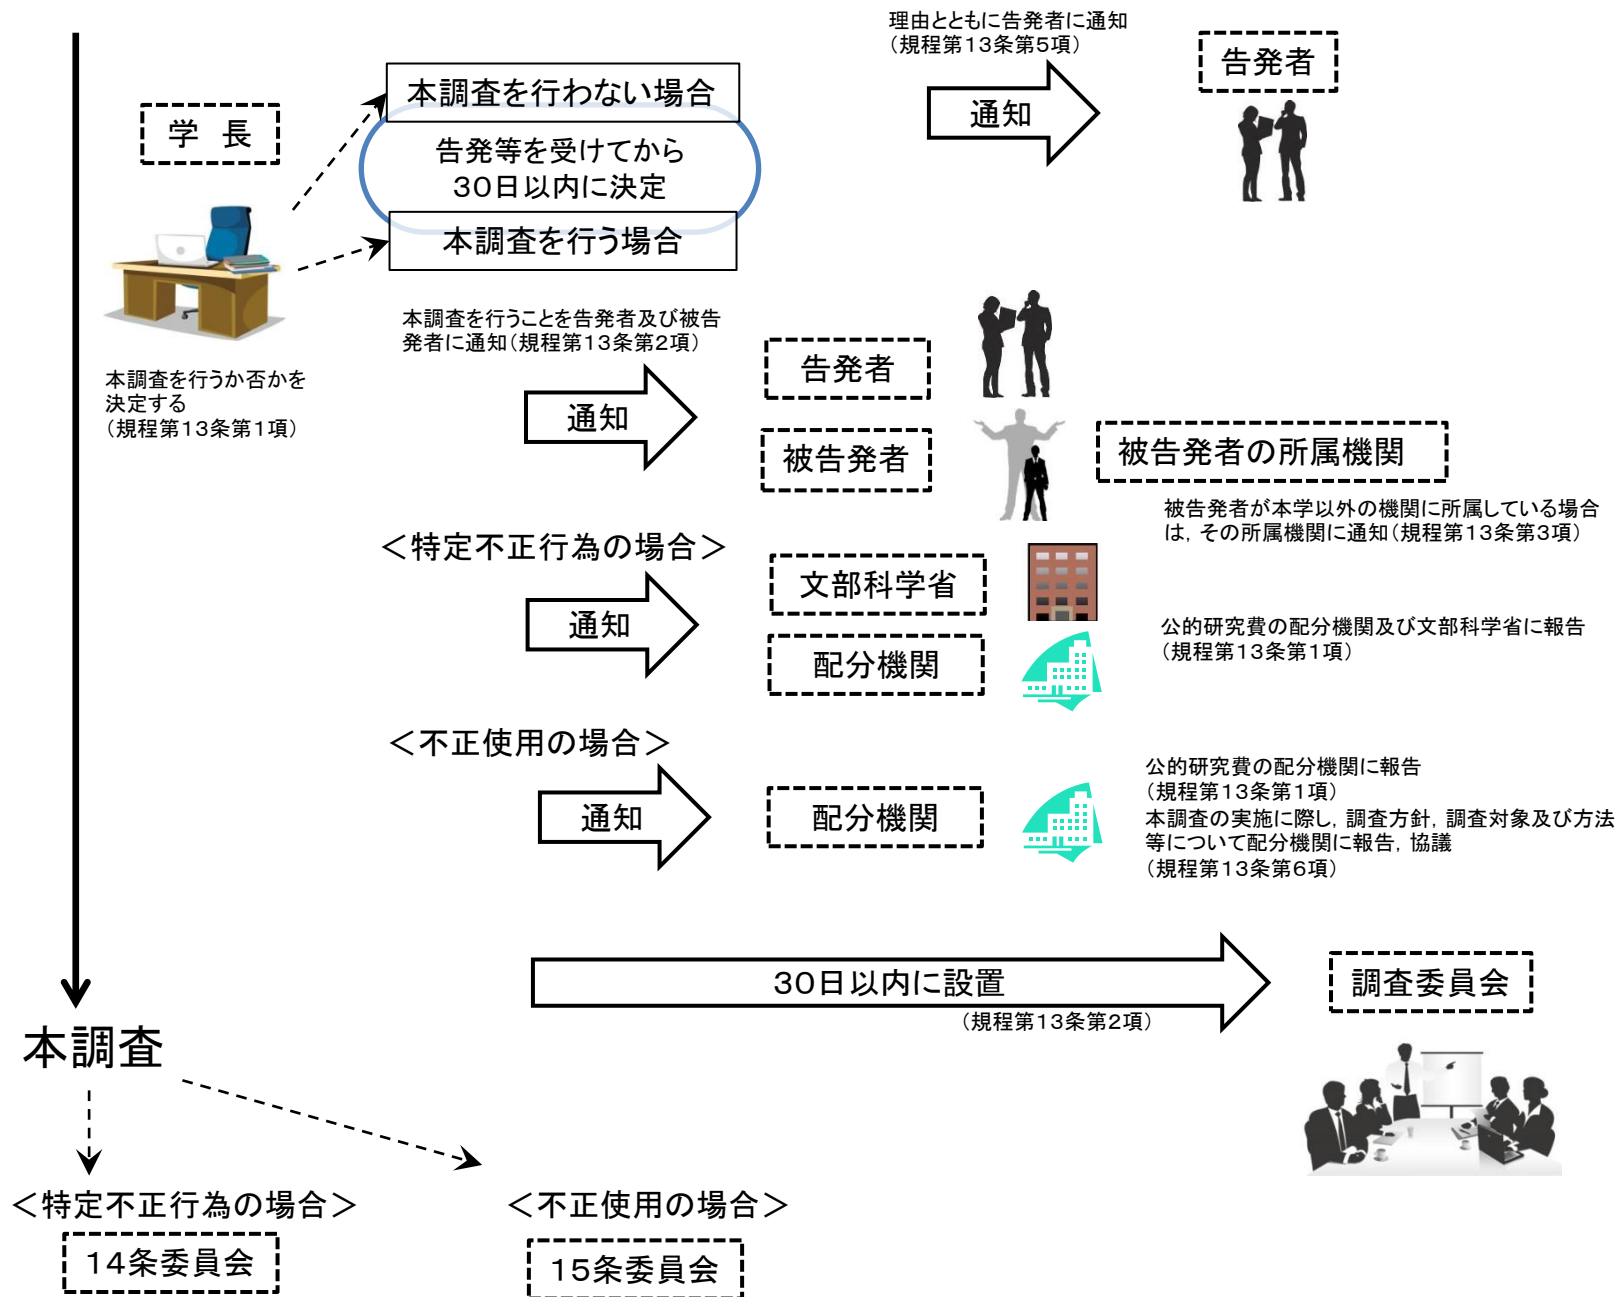 理由とともに告発者に通知
（規程第１３条第５項）
告発者
通知
本調査を行わない場合
学 長
告発等を受けてから
３０日以内に決定
本調査を行う場合
本調査を行うか否かを
決定する
（規程第１３条第１項）
本調査を行うことを告発者及び被告
発者に通知（規程第１３条第２項）
通知
告発者
被告発者
被告発者の所属機関
被告発者が本学以外の機関に所属している場合
は，その所属機関に通知（規程第１３条第３項）
＜特定不正行為の場合＞
通知
文部科学省
配分機関
公的研究費の配分機関及び文部科学省に報告
（規程第１３条第１項）
＜不正使用の場合＞
通知
配分機関
公的研究費の配分機関に報告
（規程第１３条第１項）
本調査の実施に際し，調査方針，調査対象及び方法
等について配分機関に報告，協議
（規程第１３条第６項）
３０日以内に設置
（規程第１３条第２項）
調査委員会
本調査
＜特定不正行為の場合＞
１４条委員会
＜不正使用の場合＞
１５条委員会